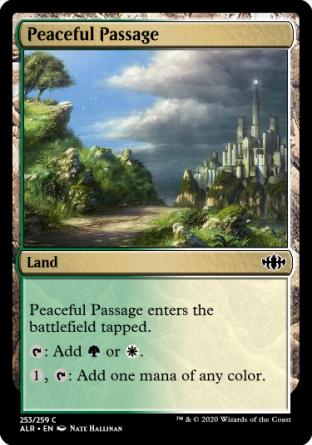 Peaceful Passage
Land
Peaceful Passage enters the
battlefield tapped.
: Add or .
1, : Add one mana of any color.
253/259 C
ALR • EN Nate Hallinan
™ & © 2020 Wizards of the Coast